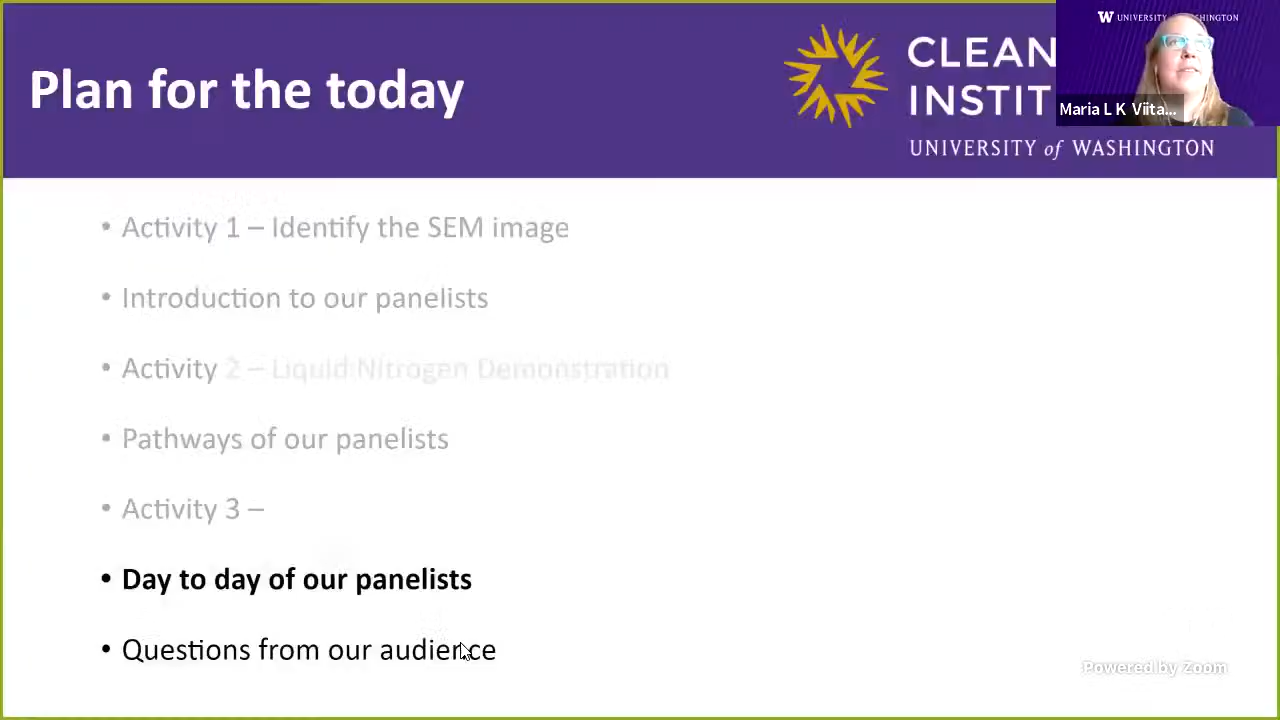 Plan for the today
CLEAN
INSTIT
UNIVERSITY of WASHINGTON
UNIVERSITY
SHINGTON
Maria L K Viita...
• Activity 1 – Identify the SEM image
• Introduction to our panelists
• Activity 2 – Liquid Nitrogen Demonstration
• Pathways of our panelists
• Activity 3 –
• Day to day of our panelists
• Questions from our audience
Powered by Zoom